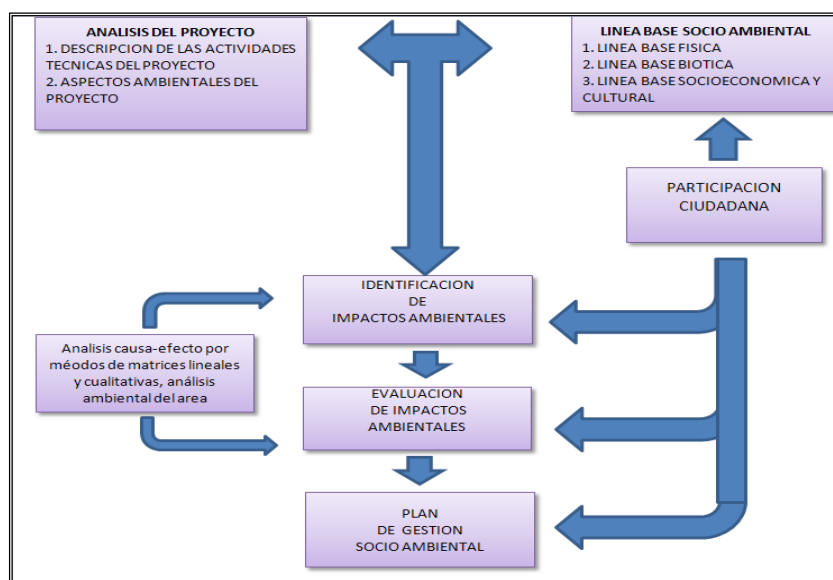 ANALISIS DEL PROYECTO
1. DESCRIPCION DE LAS ACTIVIDADES
TECNICAS DEL PROYECTO
2. ASPECTOS AMBIENTALES DEL
PROYECTO
LINEA BASE SOCIO AMBIENTAL
1. LINEA BASE FISICA
2. LINEA BASE BIOTICA
3. LINEA BASE SOCIOECONOMICA Y
CULTURAL
PARTICIPACION
CIUDADANA
IDENTIFICACION
DE
IMPACTOS AMBIENTALES
Analisis causa-efecto por
méodos de matrices lineales
y cualitativas, análisis
ambiental del area
EVALUACION
DE IMPACTOS
AMBIENTALES
PLAN
DE GESTION
SOCIO AMBIENTAL